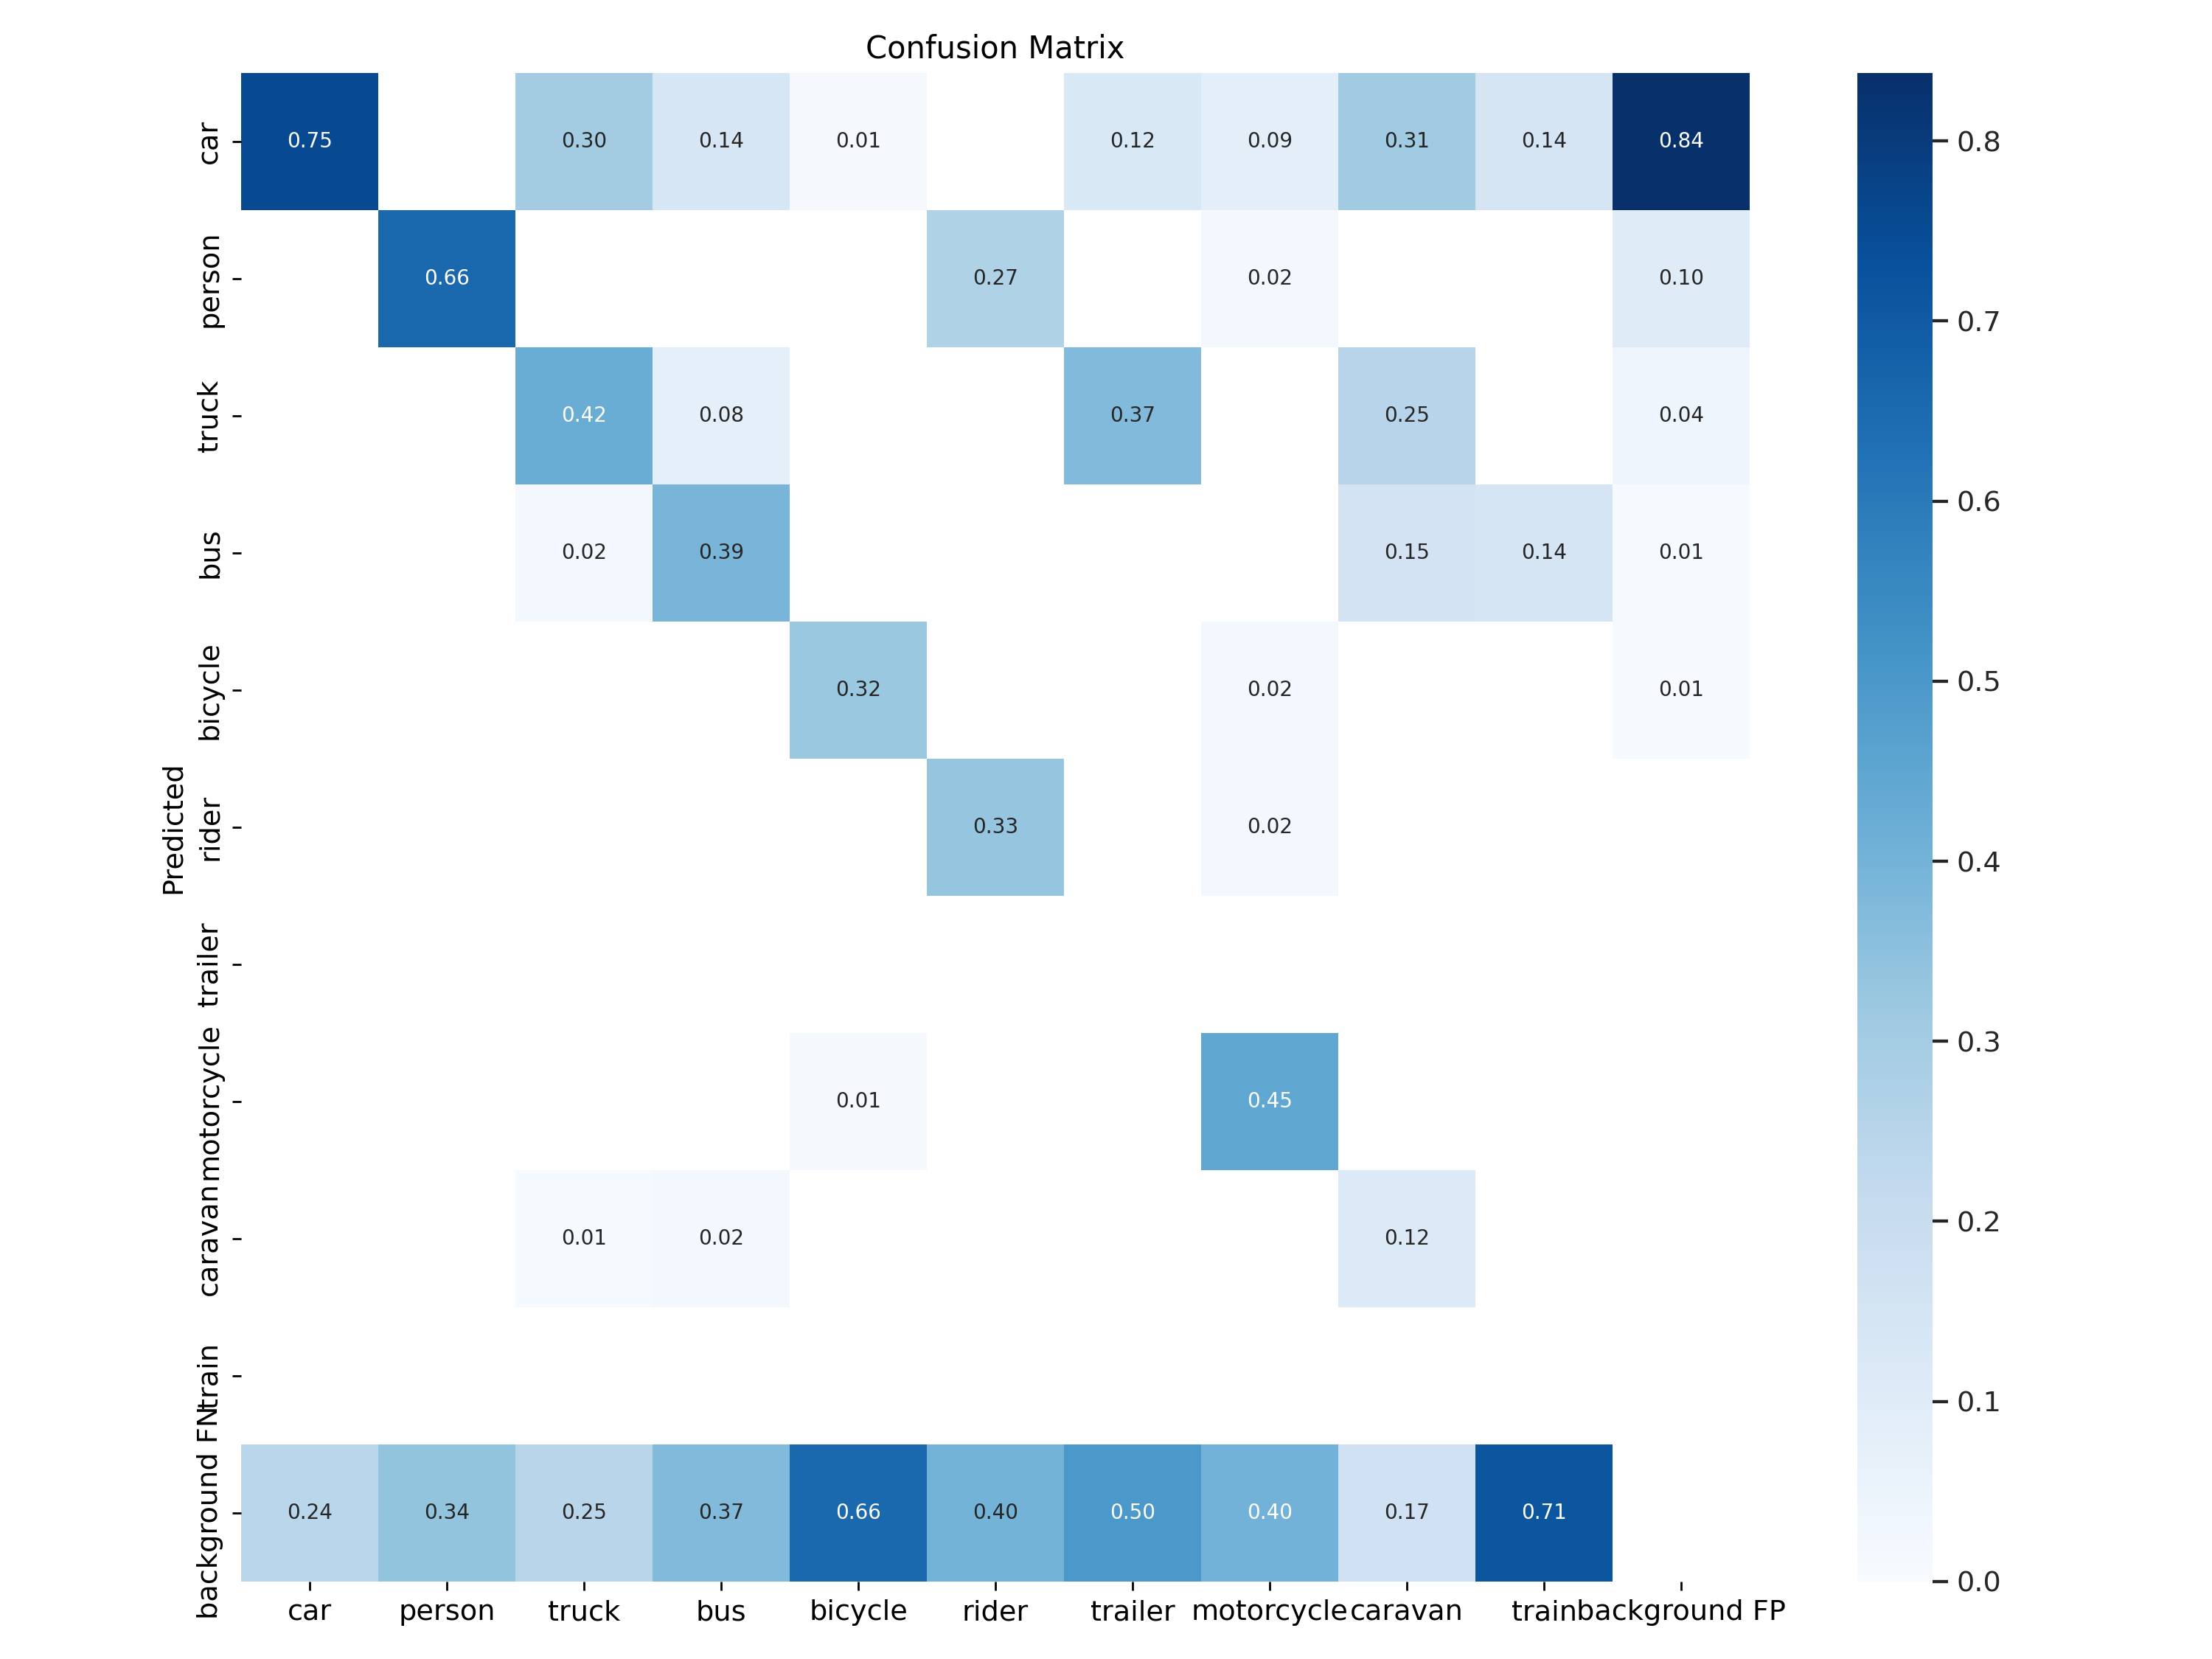 Confusion Matrix
car 0.75 0.30 0.14 0.01 0.12 0.09 0.31 0.14 0.84 0.8
person 0.66 0.27 0.02 0.10 0.7
truck 0.42 0.08 0.37 0.25 0.04 0.6
bus 0.02 0.39 0.15 0.14 0.01
bicycle 0.32 0.02 0.01 0.5
Predicted
rider 0.33 0.02 0.4
trailer
motorcycle 0.01 0.45 0.3
caravan 0.01 0.02 0.12 0.2
train 0.1
background FN 0.24 0.34 0.25 0.37 0.66 0.40 0.50 0.40 0.17 0.71 0.0
car person truck bus bicycle rider trailer motorcycle caravan train background FP